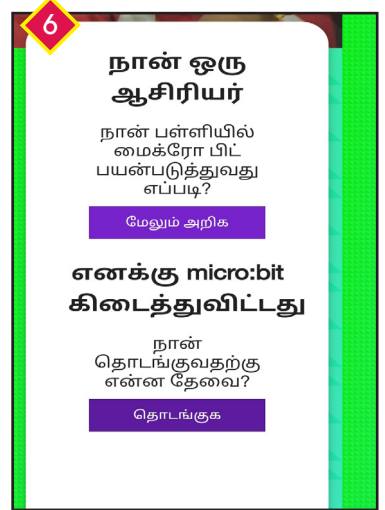 6
நான் ஒரு
ஆசிரியர்
நான் பள்ளியில்
மைக்ரோ பிட்
பயன்படுத்துவது
எப்படி?
மேலும் அறிக
எனக்கு micro:bit
கிடைத்துவிட்டது
நான்
தொடங்குவதற்கு
என்ன தேவை?
தொடங்குக